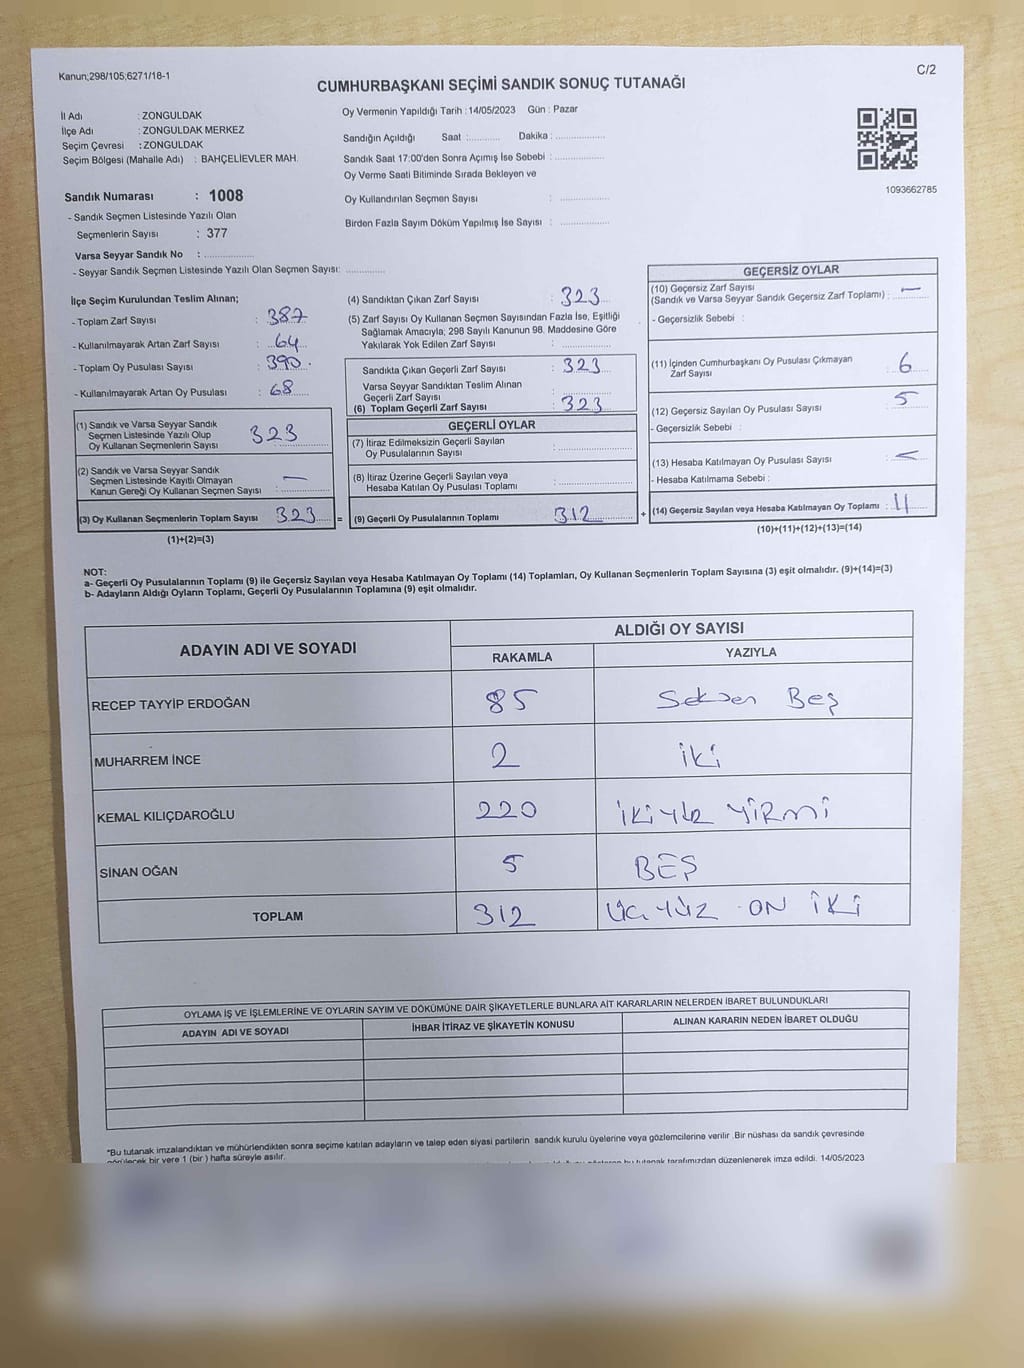 Kanun;298/105;6271/18-1
C/2
CUMHURBAŞKANI SEÇİMİ SANDIK SONUÇ TUTANAĞI
İl Adı : ZONGULDAK
İlçe Adı : ZONGULDAK MERKEZ
Seçim Çevresi : ZONGULDAK
Seçim Bölgesi (Mahalle Adı) : BAHÇELİEVLER MAH.
Sandık Numarası : 1008
- Sandık Seçmen Listesinde Yazılı Olan
Seçmenlerin Sayısı : 377
Varsa Seyyar Sandık No : ..............
- Seyyar Sandık Seçmen Listesinde Yazılı Olan Seçmen Sayısı: ...........
Oy Vermenin Yapıldığı Tarih : 14/05/2023 Gün : Pazar
Sandığın Açıldığı Saat :.......... Dakika : ..............
Sandık Saat 17:00'den Sonra Açımış İse Sebebi : ..............
Oy Verme Saati Bitiminde Sırada Bekleyen ve
Oy Kullandırılan Seçmen Sayısı : ..............
Birden Fazla Sayım Döküm Yapılmış İse Sayısı : ..............
1093662785
İlçe Seçim Kurulundan Teslim Alınan;
- Toplam Zarf Sayısı : 387
- Kullanılmayarak Artan Zarf Sayısı : 64
- Toplam Oy Pusulası Sayısı : 390
- Kullanılmayarak Artan Oy Pusulası : 68
(1) Sandık ve Varsa Seyyar Sandık
Seçmen Listesinde Yazılı Olup
Oy Kullanan Seçmenlerin Sayısı : 323
(2) Sandık ve Varsa Seyyar Sandık
Seçmen Listesinde Kayıtlı Olmayan
Kanun Gereği Oy Kullanan Seçmen Sayısı : —
(3) Oy Kullanan Seçmenlerin Toplam Sayısı : 323 =
(1)+(2)=(3)
(4) Sandıktan Çıkan Zarf Sayısı : 323
(5) Zarf Sayısı Oy Kullanan Seçmen Sayısından Fazla İse, Eşitliği
Sağlamak Amacıyla; 298 Sayılı Kanunun 98. Maddesine Göre
Yakılarak Yok Edilen Zarf Sayısı : ..............
Sandıkta Çıkan Geçerli Zarf Sayısı : 323
Varsa Seyyar Sandıktan Teslim Alınan
Geçerli Zarf Sayısı : ..............
(6) Toplam Geçerli Zarf Sayısı : 323
GEÇERLİ OYLAR
(7) İtiraz Edilmeksizin Geçerli Sayılan
Oy Pusulalarının Sayısı : ..............
(8) İtiraz Üzerine Geçerli Sayılan veya
Hesaba Katılan Oy Pusulası Toplamı : ..............
(9) Geçerli Oy Pusulalarının Toplamı : 312 +
GEÇERSİZ OYLAR
(10) Geçersiz Zarf Sayısı
(Sandık ve Varsa Seyyar Sandık Geçersiz Zarf Toplamı) : —
- Geçersizlik Sebebi :
(11) İçinden Cumhurbaşkanı Oy Pusulası Çıkmayan
Zarf Sayısı : 6
(12) Geçersiz Sayılan Oy Pusulası Sayısı : 5
- Geçersizlik Sebebi :
(13) Hesaba Katılmayan Oy Pusulası Sayısı : —
- Hesaba Katılmama Sebebi :
(14) Geçersiz Sayılan veya Hesaba Katılmayan Oy Toplamı : 11
(10)+(11)+(12)+(13)=(14)
NOT:
a- Geçerli Oy Pusulalarının Toplamı (9) ile Geçersiz Sayılan veya Hesaba Katılmayan Oy Toplamı (14) Toplamları, Oy Kullanan Seçmenlerin Toplam Sayısına (3) eşit olmalıdır. (9)+(14)=(3)
b- Adayların Aldığı Oyların Toplamı, Geçerli Oy Pusulalarının Toplamına (9) eşit olmalıdır.
ADAYIN ADI VE SOYADI ALDIĞI OY SAYISI
RAKAMLA YAZIYLA
RECEP TAYYİP ERDOĞAN 85 Seksen Beş
MUHARREM İNCE 2 iki
KEMAL KILIÇDAROĞLU 220 İKİYÜZ YİRMİ
SİNAN OĞAN 5 BEŞ
TOPLAM 312 ÜÇYÜZ ON İKİ
OYLAMA İŞ VE İŞLEMLERİNE VE OYLARIN SAYIM VE DÖKÜMÜNE DAİR ŞİKAYETLERLE BUNLARA AİT KARARLARIN NELERDEN İBARET BULUNDUKLARI
ADAYIN ADI VE SOYADI İHBAR İTİRAZ VE ŞİKAYETİN KONUSU ALINAN KARARIN NEDEN İBARET OLDUĞU
*Bu tutanak imzalandıktan ve mühürlendikten sonra seçime katılan adayların ve talep eden siyasi partilerin sandık kurulu üyelerine veya gözlemcilerine verilir .Bir nüshası da sandık çevresinde
görülecek bir yere 1 (bir ) hafta süreyle asılır.
bu tutanak tarafımızdan düzenlenerek imza edildi. 14/05/2023